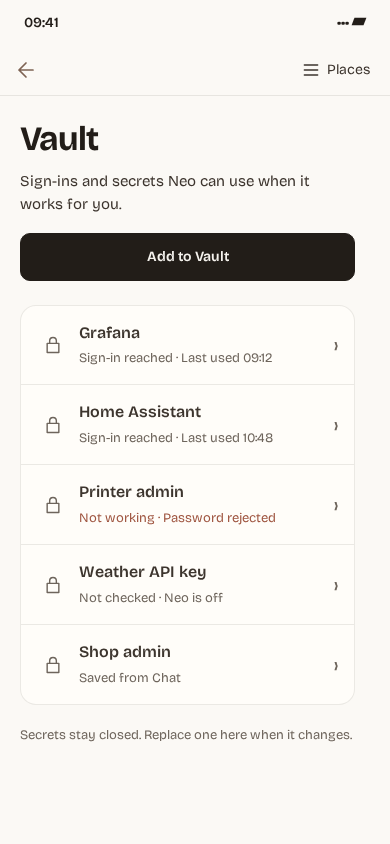 09:41
Places
Vault
Sign-ins and secrets Neo can use when it
works for you.
Add to Vault
Grafana
Sign-in reached · Last used 09:12
Home Assistant
Sign-in reached · Last used 10:48
Printer admin
Not working · Password rejected
Weather API key
Not checked · Neo is off
Shop admin
Saved from Chat
Secrets stay closed. Replace one here when it changes.